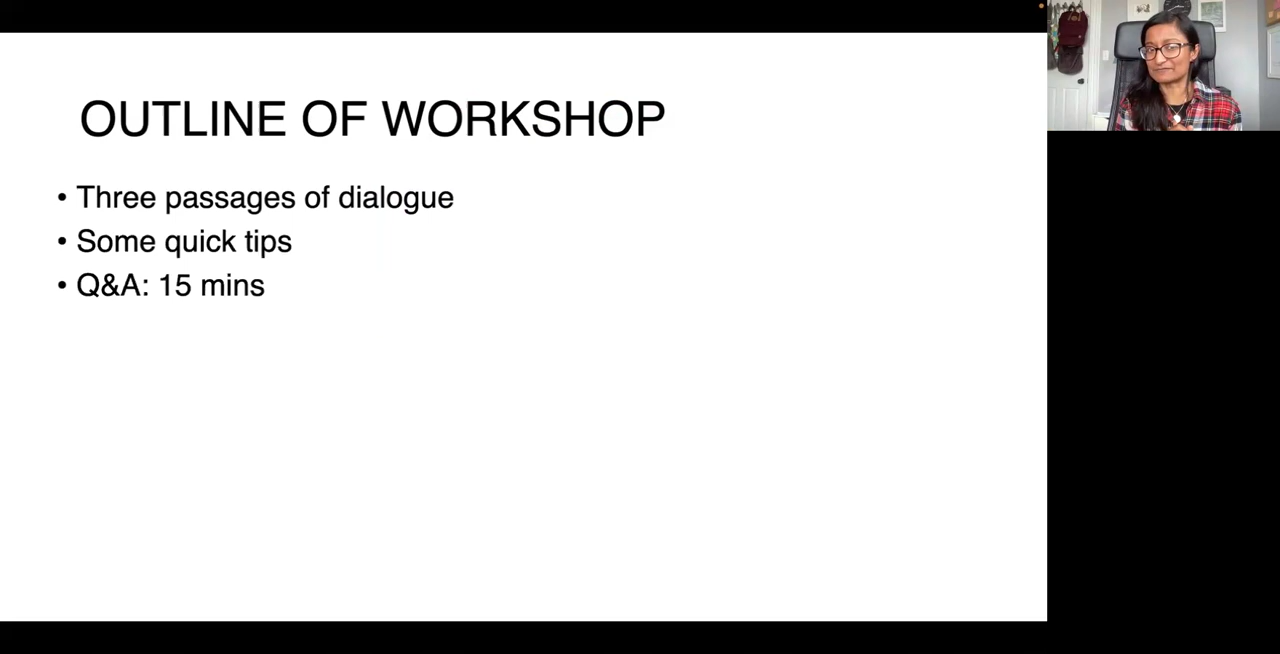 OUTLINE OF WORKSHOP
• Three passages of dialogue
• Some quick tips
• Q&A: 15 mins